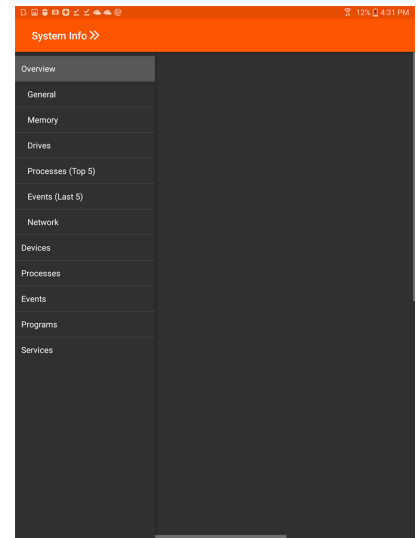 12% 4:31 PM
System Info
Overview
General
Memory
Drives
Processes (Top 5)
Events (Last 5)
Network
Devices
Processes
Events
Programs
Services